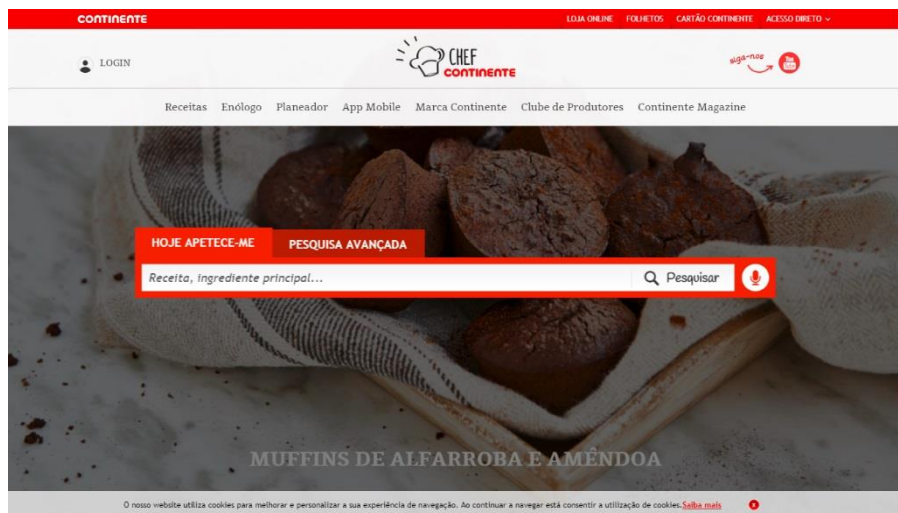 CONTINENTE
LOJA ONLINE FOLHETOS CARTÃO CONTINENTE ACESSO DIRETO
LOGIN
CHEF
CONTINENTE
siga-nos
You Tube
Receitas Enólogo Planeador App Mobile Marca Continente Clube de Produtores Continente Magazine
HOJE APETECE-ME PESQUISA AVANÇADA
Receita, ingrediente principal... Pesquisar
MUFFINS DE ALFARROBA E AMÊNDOA
O nosso website utiliza cookies para melhorar e personalizar a sua experiência de navegação. Ao continuar a navegar está consentir a utilização de cookies. Saiba mais